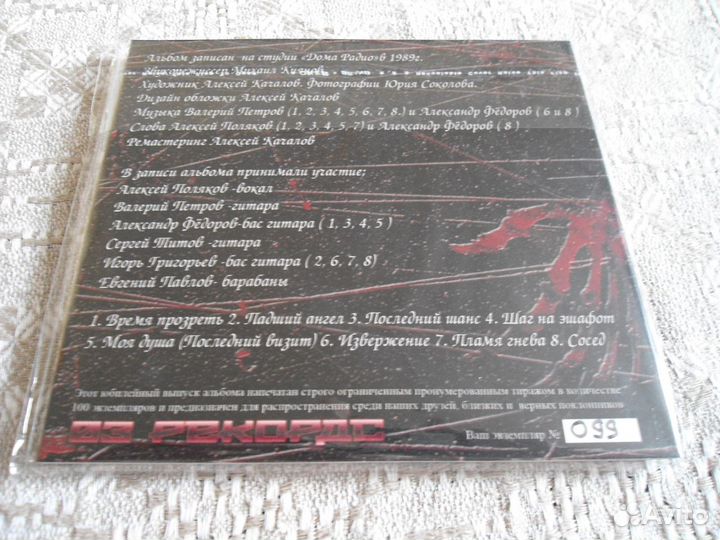 Альбом записан на студии «Дома Радио»в 1989г.
Звукорежиссер Михаил
Художник Алексей Качалов. Фотографии Юрия Соколова.
Дизайн обложки Алексей Качалов
Музыка Валерий Петров (1, 2, 3, 4, 5, 6, 7, 8.) и Александр Фёдоров ( 6 и 8 )
Слова Алексей Поляков (1, 2, 3, 4, 5, 7) и Александр Фёдоров ( 8 )
Ремастеринг Алексей Качалов
В записи альбома принимали участие;
Алексей Поляков -вокал
Валерий Петров -гитара
Александр Фёдоров-бас гитара ( 1, 3, 4, 5 )
Сергей Титов -гитара
Игорь Григорьев -бас гитара ( 2, 6, 7, 8)
Евгений Павлов- барабаны
1. Время прозреть 2. Падший ангел 3. Последний шанс 4. Шаг на эшафот
5. Моя душа (Последний визит) 6. Извержение 7. Пламя гнева 8. Сосед
Этот юбилейный выпуск альбома напечатан строго ограниченным пронумерованным тиражом в количестве
100 экземпляров и предназначен для распространения среди наших друзей, близких и верных поклонников
РЕКОРДС
Ваш экземпляр № 099
Avito